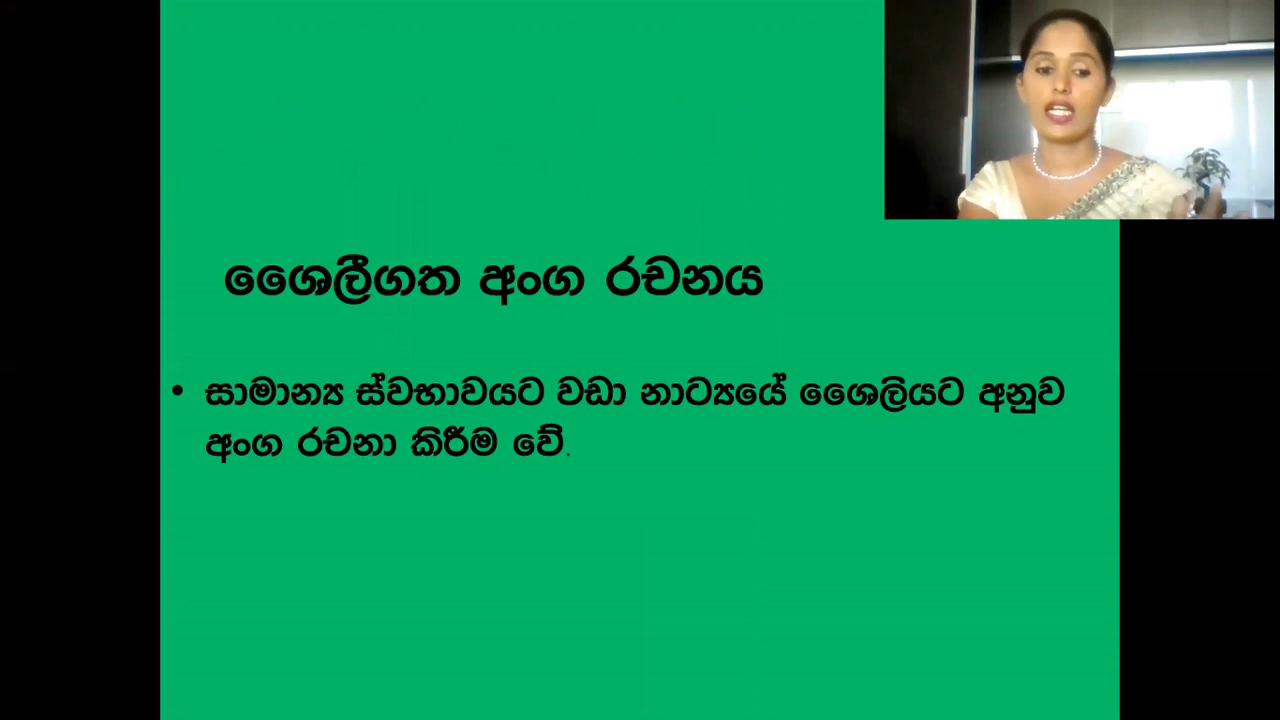 ශෛලීගත අංග රචනය
• සාමාන්‍ය ස්වභාවයට වඩා නාට්‍යයේ ශෛලියට අනුව
අංග රචනා කිරීම වේ.